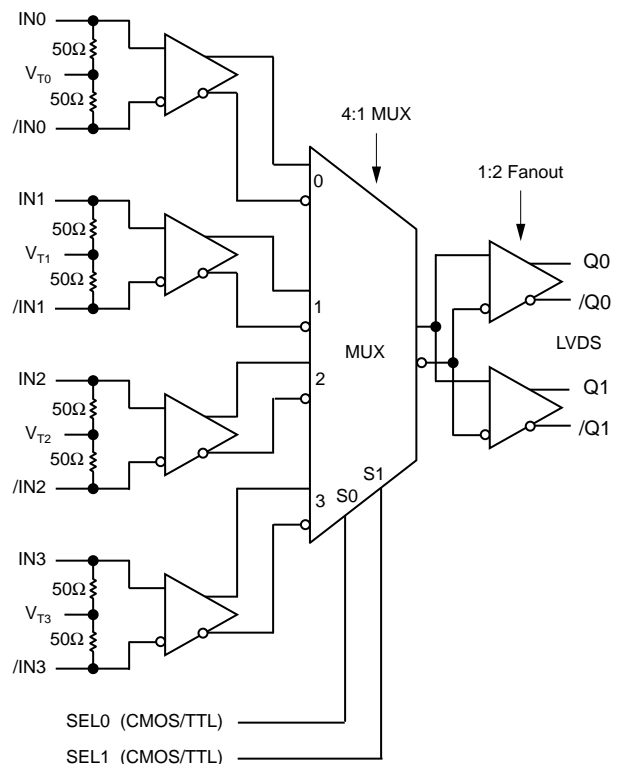 IN0
50Ω
VT0
50Ω
/IN0
4:1 MUX
1:2 Fanout
0
IN1
50Ω
VT1
50Ω
/IN1
1
MUX
Q0
/Q0
LVDS
Q1
/Q1
IN2
50Ω
VT2
50Ω
/IN2
2
S1
S0
3
IN3
50Ω
VT3
50Ω
/IN3
SEL0 (CMOS/TTL)
SEL1 (CMOS/TTL)